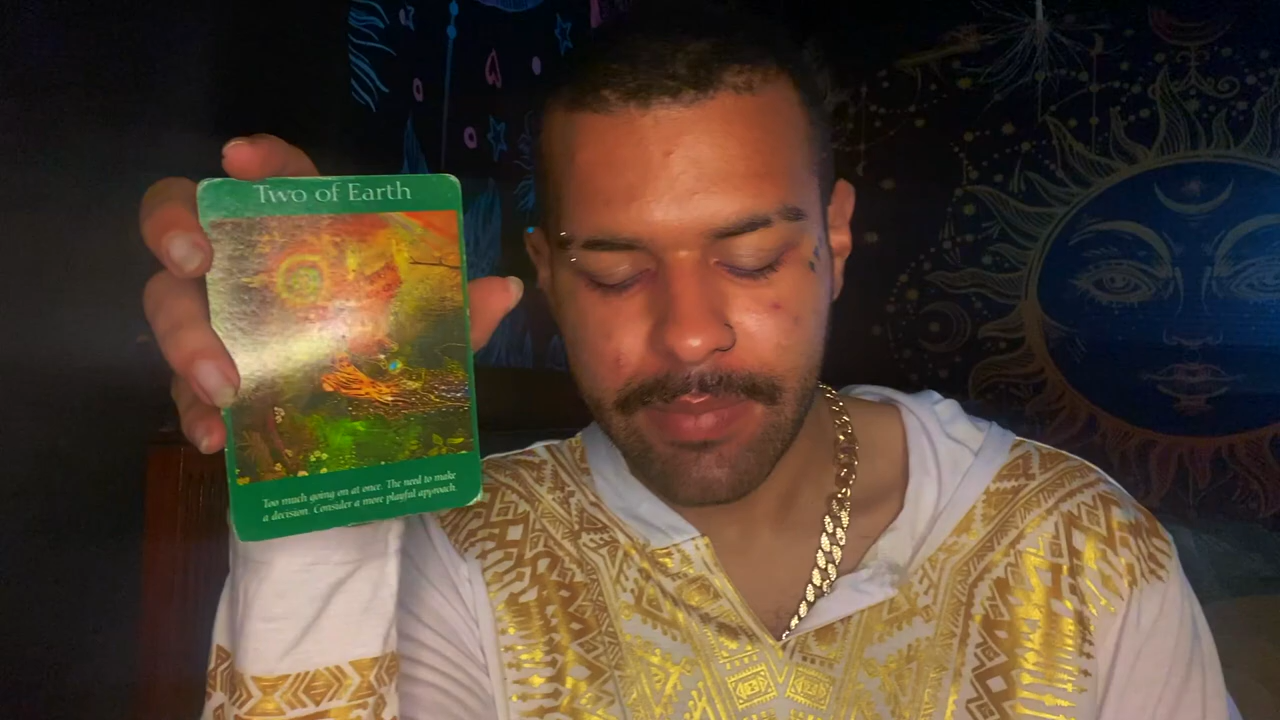 Two of Earth
Too much going on at once. The need to make
a decision. Consider a more playful approach.